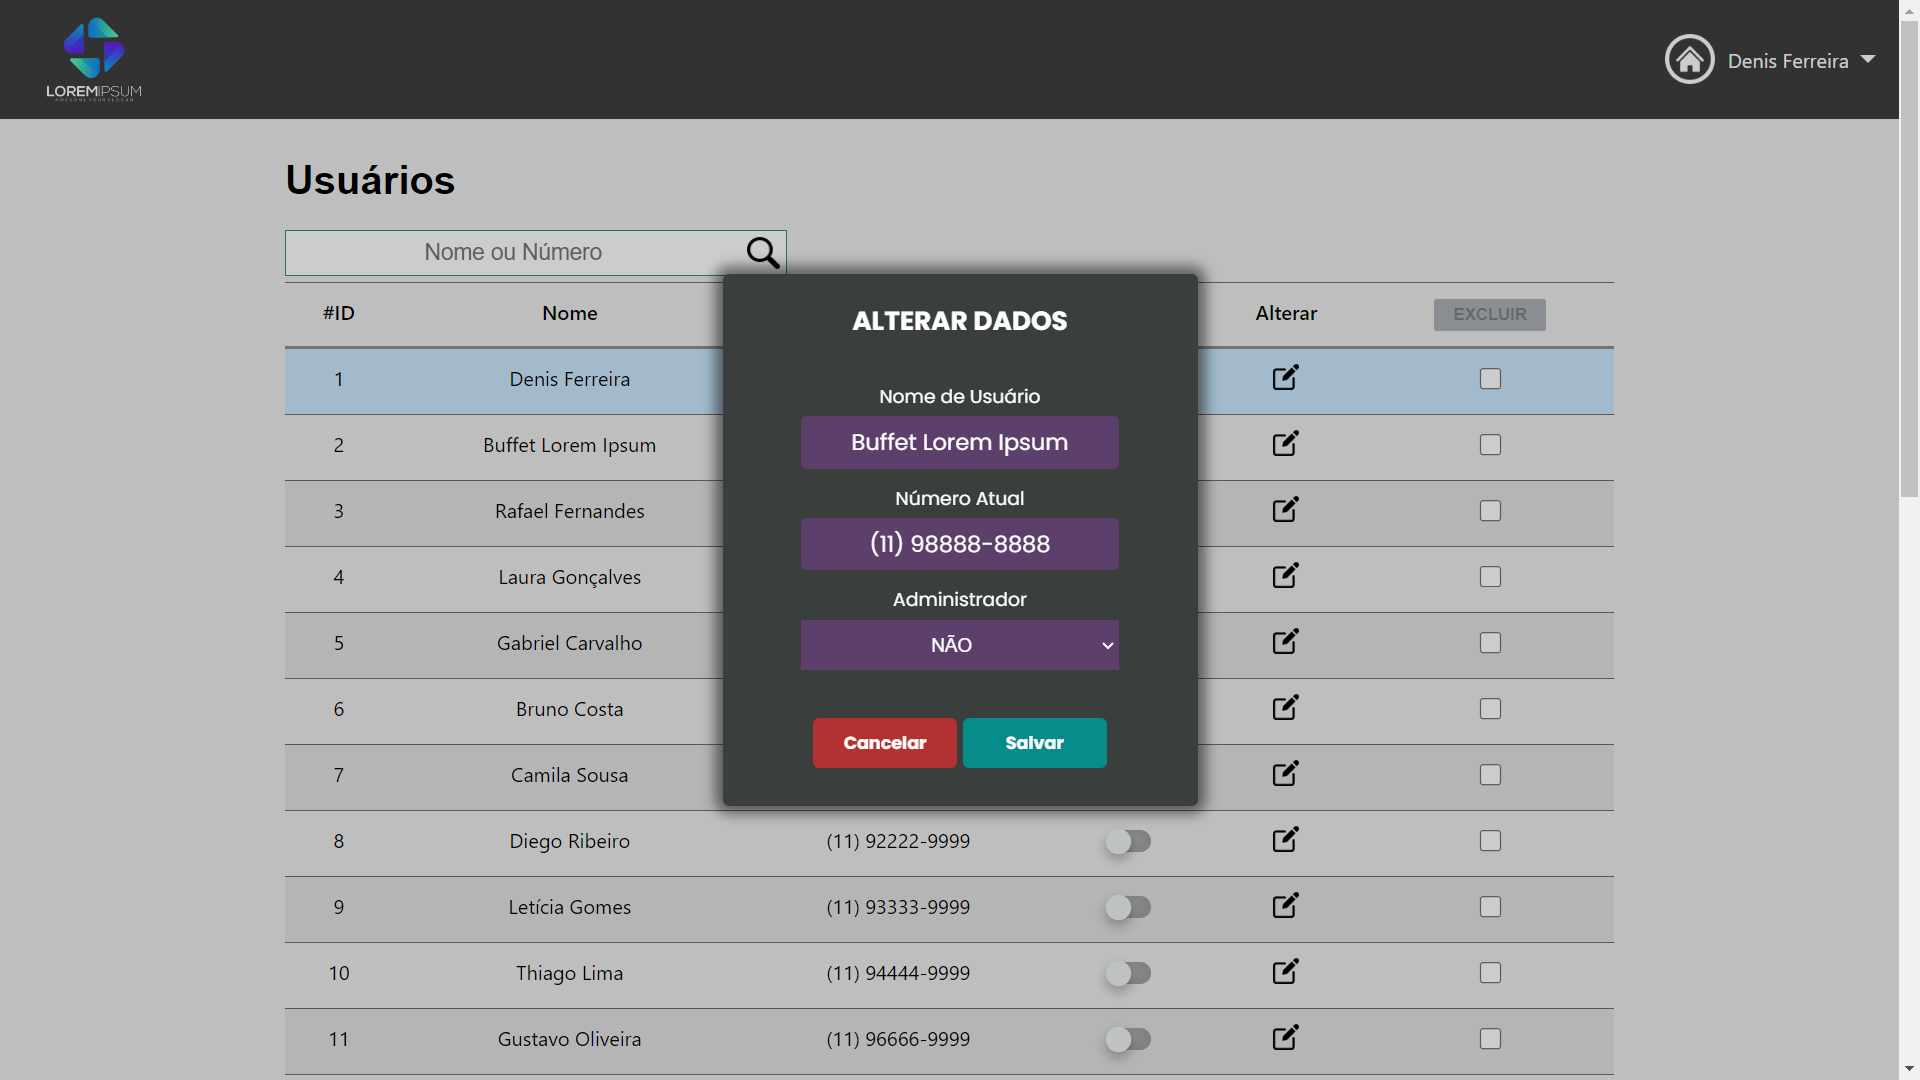 LOREMIPSUM
Denis Ferreira
Usuários
Nome ou Número
#ID Nome Alterar EXCLUIR
1 Denis Ferreira
2 Buffet Lorem Ipsum
3 Rafael Fernandes
4 Laura Gonçalves
5 Gabriel Carvalho
6 Bruno Costa
7 Camila Sousa
8 Diego Ribeiro (11) 92222-9999
9 Letícia Gomes (11) 93333-9999
10 Thiago Lima (11) 94444-9999
11 Gustavo Oliveira (11) 96666-9999
ALTERAR DADOS
Nome de Usuário
Buffet Lorem Ipsum
Número Atual
(11) 98888-8888
Administrador
NÃO
Cancelar Salvar